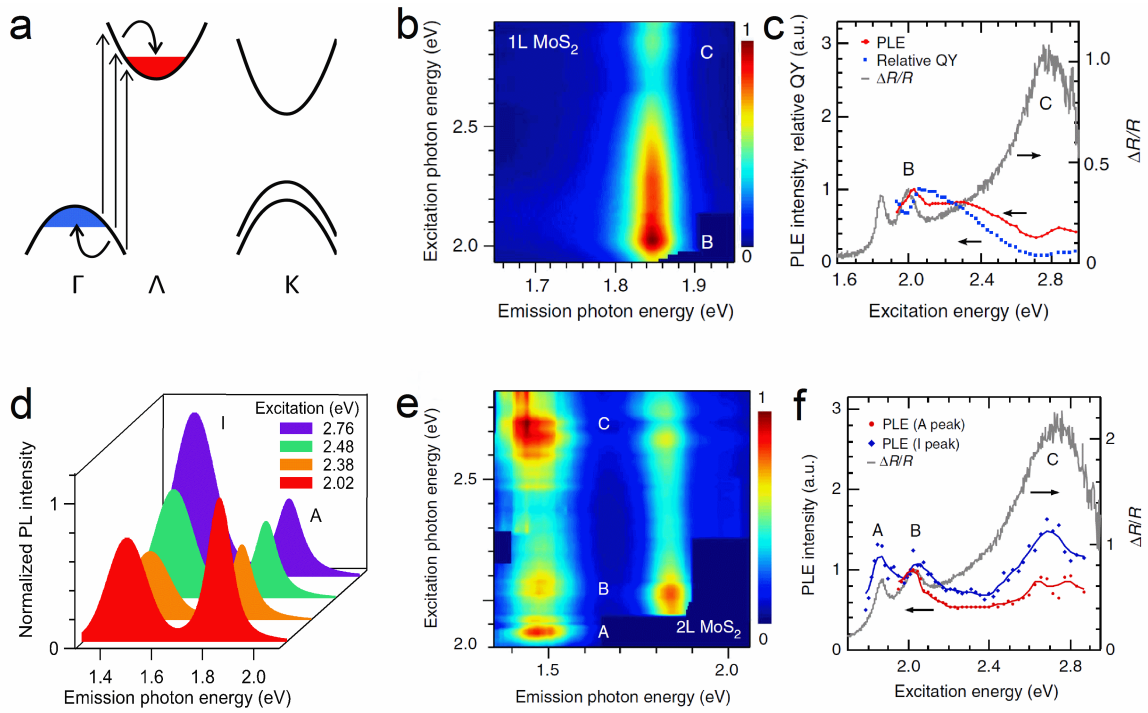 a
Γ
Λ
K
b
1L MoS2
C
B
Excitation photon energy (eV)
2.5
2.0
1.7
1.8
1.9
Emission photon energy (eV)
1
0
c
PLE
Relative QY
ΔR/R
B
C
PLE intensity, relative QY (a.u.)
3
2
1
0
1.6
2.0
2.4
2.8
Excitation energy (eV)
1.0
0.5
0
ΔR/R
d
Excitation (eV)
2.76
2.48
2.38
2.02
I
A
Normalized PL intensity
1
0
1.4
1.6
1.8
2.0
Emission photon energy (eV)
e
C
B
A
2L MoS2
Excitation photon energy (eV)
2.5
2.0
1.5
2.0
Emission photon energy (eV)
1
0
f
PLE (A peak)
PLE (I peak)
ΔR/R
A
B
C
PLE intensity (a.u.)
3
2
1
0
2.0
2.4
2.8
Excitation energy (eV)
2
1
0
ΔR/R